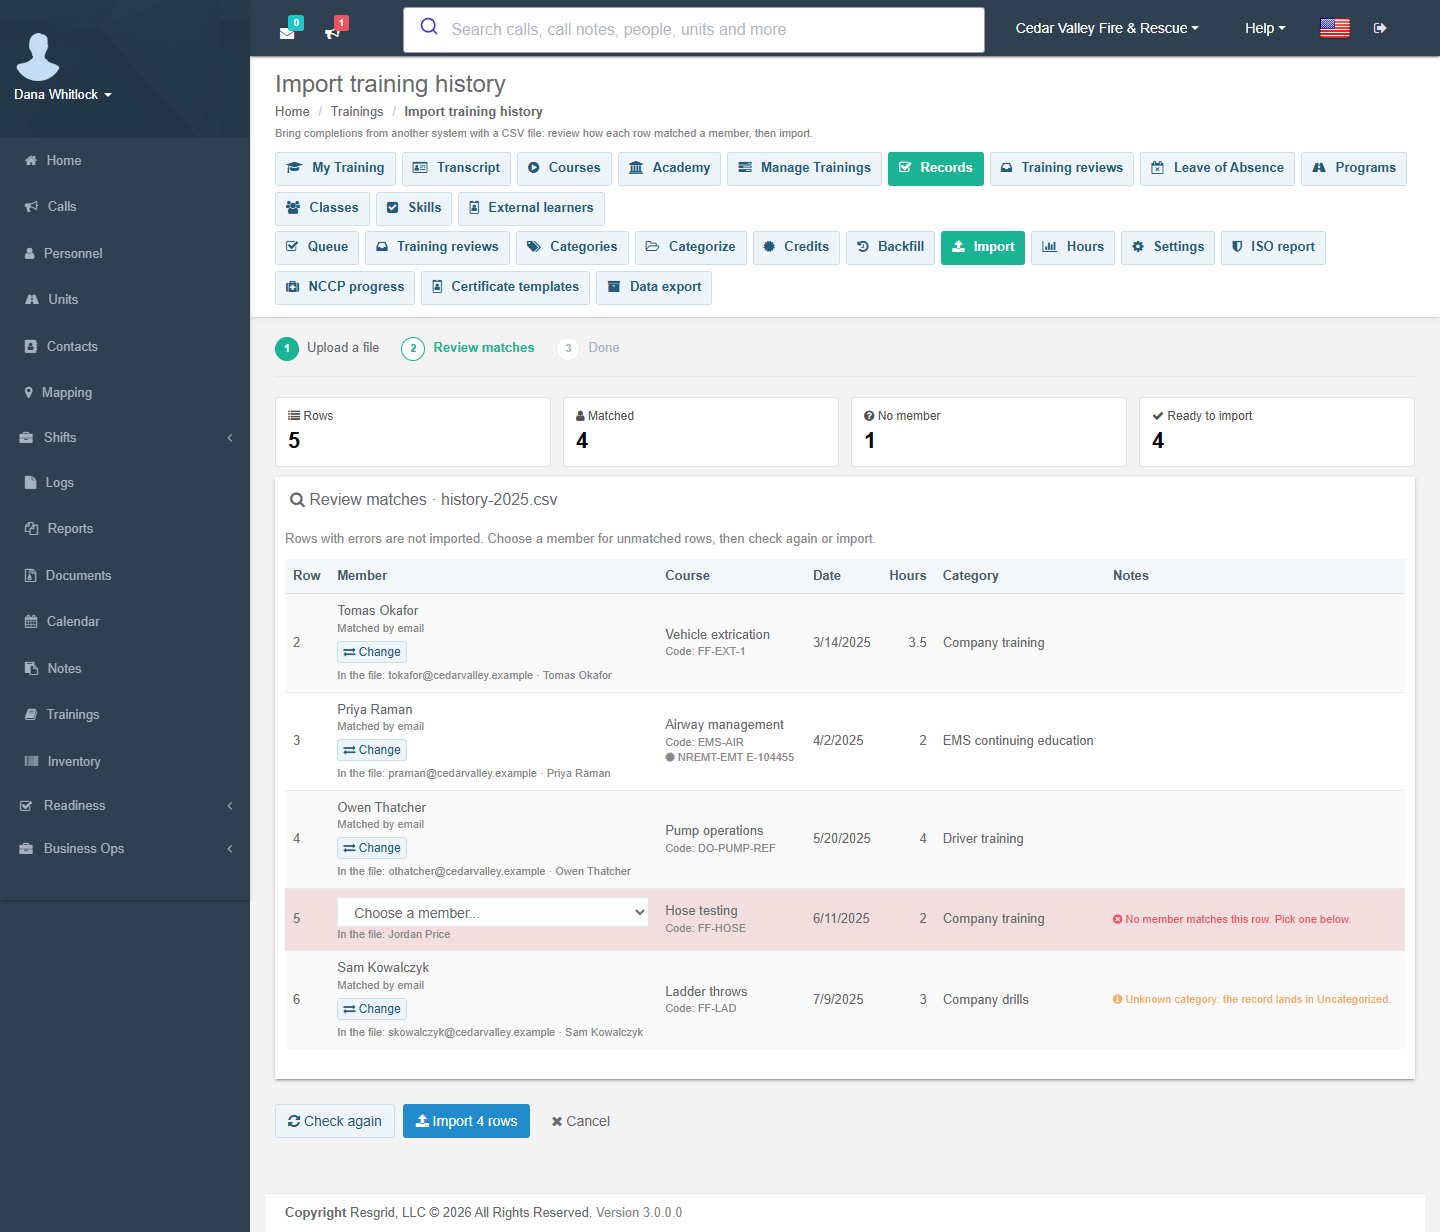 0
1
Search calls, call notes, people, units and more
Cedar Valley Fire & Rescue
Help
Dana Whitlock
Home
Calls
Personnel
Units
Contacts
Mapping
Shifts
Logs
Reports
Documents
Calendar
Notes
Trainings
Inventory
Readiness
Business Ops
Import training history
Home / Trainings / Import training history
Bring completions from another system with a CSV file: review how each row matched a member, then import.
My Training Transcript Courses Academy Manage Trainings Records Training reviews Leave of Absence Programs
Classes Skills External learners
Queue Training reviews Categories Categorize Credits Backfill Import Hours Settings ISO report
NCCP progress Certificate templates Data export
1 Upload a file 2 Review matches 3 Done
Rows
5
Matched
4
No member
1
Ready to import
4
Review matches · history-2025.csv
Rows with errors are not imported. Choose a member for unmatched rows, then check again or import.
Row Member Course Date Hours Category Notes
2
Tomas Okafor
Matched by email
Change
In the file: tokafor@cedarvalley.example · Tomas Okafor
Vehicle extrication
Code: FF-EXT-1
3/14/2025 3.5 Company training
3
Priya Raman
Matched by email
Change
In the file: praman@cedarvalley.example · Priya Raman
Airway management
Code: EMS-AIR
NREMT-EMT E-104455
4/2/2025 2 EMS continuing education
4
Owen Thatcher
Matched by email
Change
In the file: othatcher@cedarvalley.example · Owen Thatcher
Pump operations
Code: DO-PUMP-REF
5/20/2025 4 Driver training
5
Choose a member...
In the file: Jordan Price
Hose testing
Code: FF-HOSE
6/11/2025 2 Company training
No member matches this row. Pick one below.
6
Sam Kowalczyk
Matched by email
Change
In the file: skowalczyk@cedarvalley.example · Sam Kowalczyk
Ladder throws
Code: FF-LAD
7/9/2025 3 Company drills
Unknown category: the record lands in Uncategorized.
Check again Import 4 rows Cancel
Copyright Resgrid, LLC © 2026 All Rights Reserved. Version 3.0.0.0